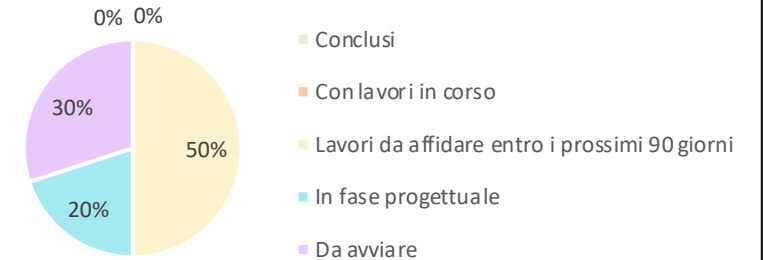 0% 0%
30%
50%
20%
Conclusi
Con lavori in corso
Lavori da affidare entro i prossimi 90 giorni
In fase progettuale
Da avviare